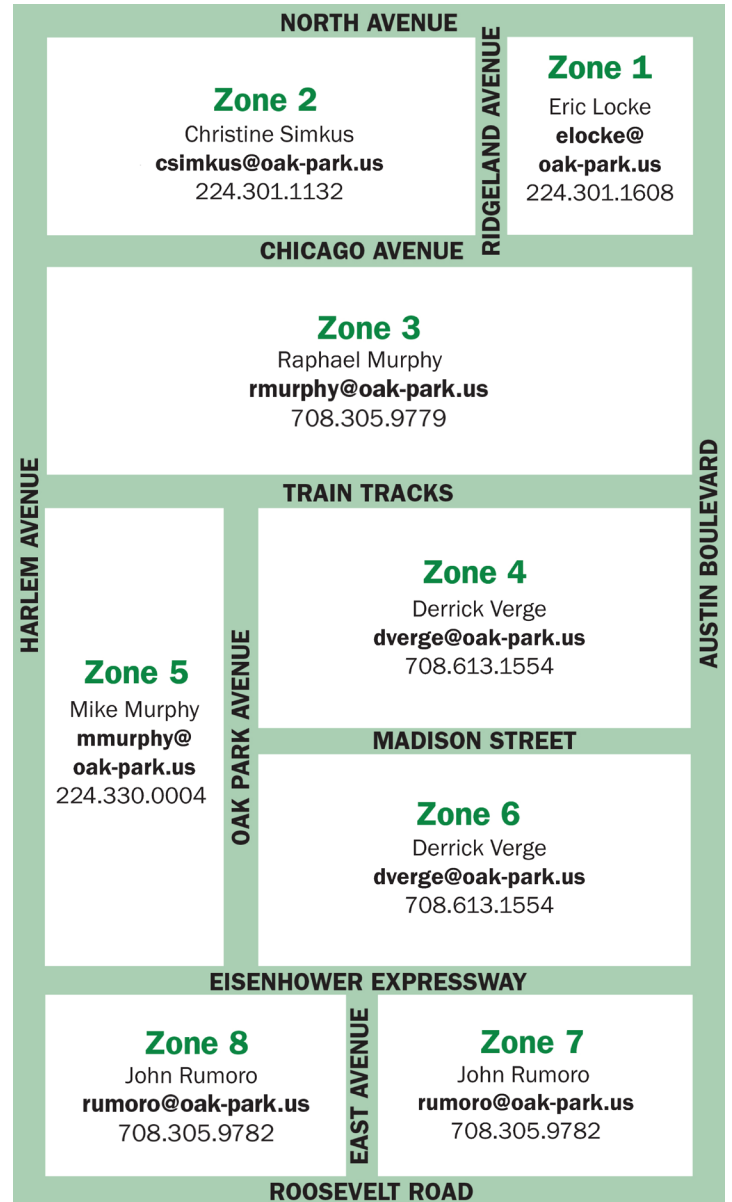 NORTH AVENUE
RIDGELAND AVENUE
Zone 2
Christine Simkus
csimkus@oak-park.us
224.301.1132
Zone 1
Eric Locke
elocke@
oak-park.us
224.301.1608
CHICAGO AVENUE
Zone 3
Raphael Murphy
rmurphy@oak-park.us
708.305.9779
HARLEM AVENUE
AUSTIN BOULEVARD
TRAIN TRACKS
Zone 4
Derrick Verge
dverge@oak-park.us
708.613.1554
Zone 5
Mike Murphy
mmurphy@
oak-park.us
224.330.0004
OAK PARK AVENUE
MADISON STREET
Zone 6
Derrick Verge
dverge@oak-park.us
708.613.1554
EISENHOWER EXPRESSWAY
Zone 8
John Rumoro
rumoro@oak-park.us
708.305.9782
EAST AVENUE
Zone 7
John Rumoro
rumoro@oak-park.us
708.305.9782
ROOSEVELT ROAD